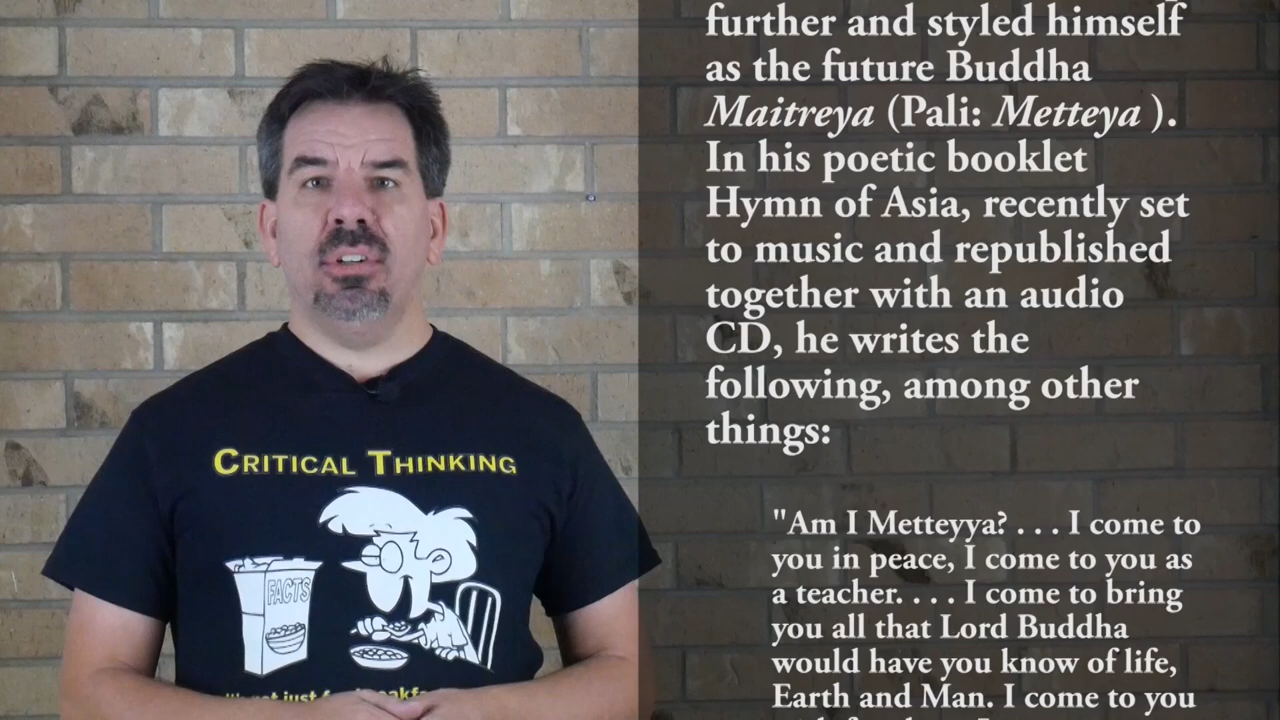 CRITICAL THINKING
FACTS
further and styled himself
as the future Buddha
Maitreya (Pali: Metteya ).
In his poetic booklet
Hymn of Asia, recently set
to music and republished
together with an audio
CD, he writes the
following, among other
things:
"Am I Metteyya? . . . I come to
you in peace, I come to you as
a teacher. . . . I come to bring
you all that Lord Buddha
would have you know of life,
Earth and Man. I come to you